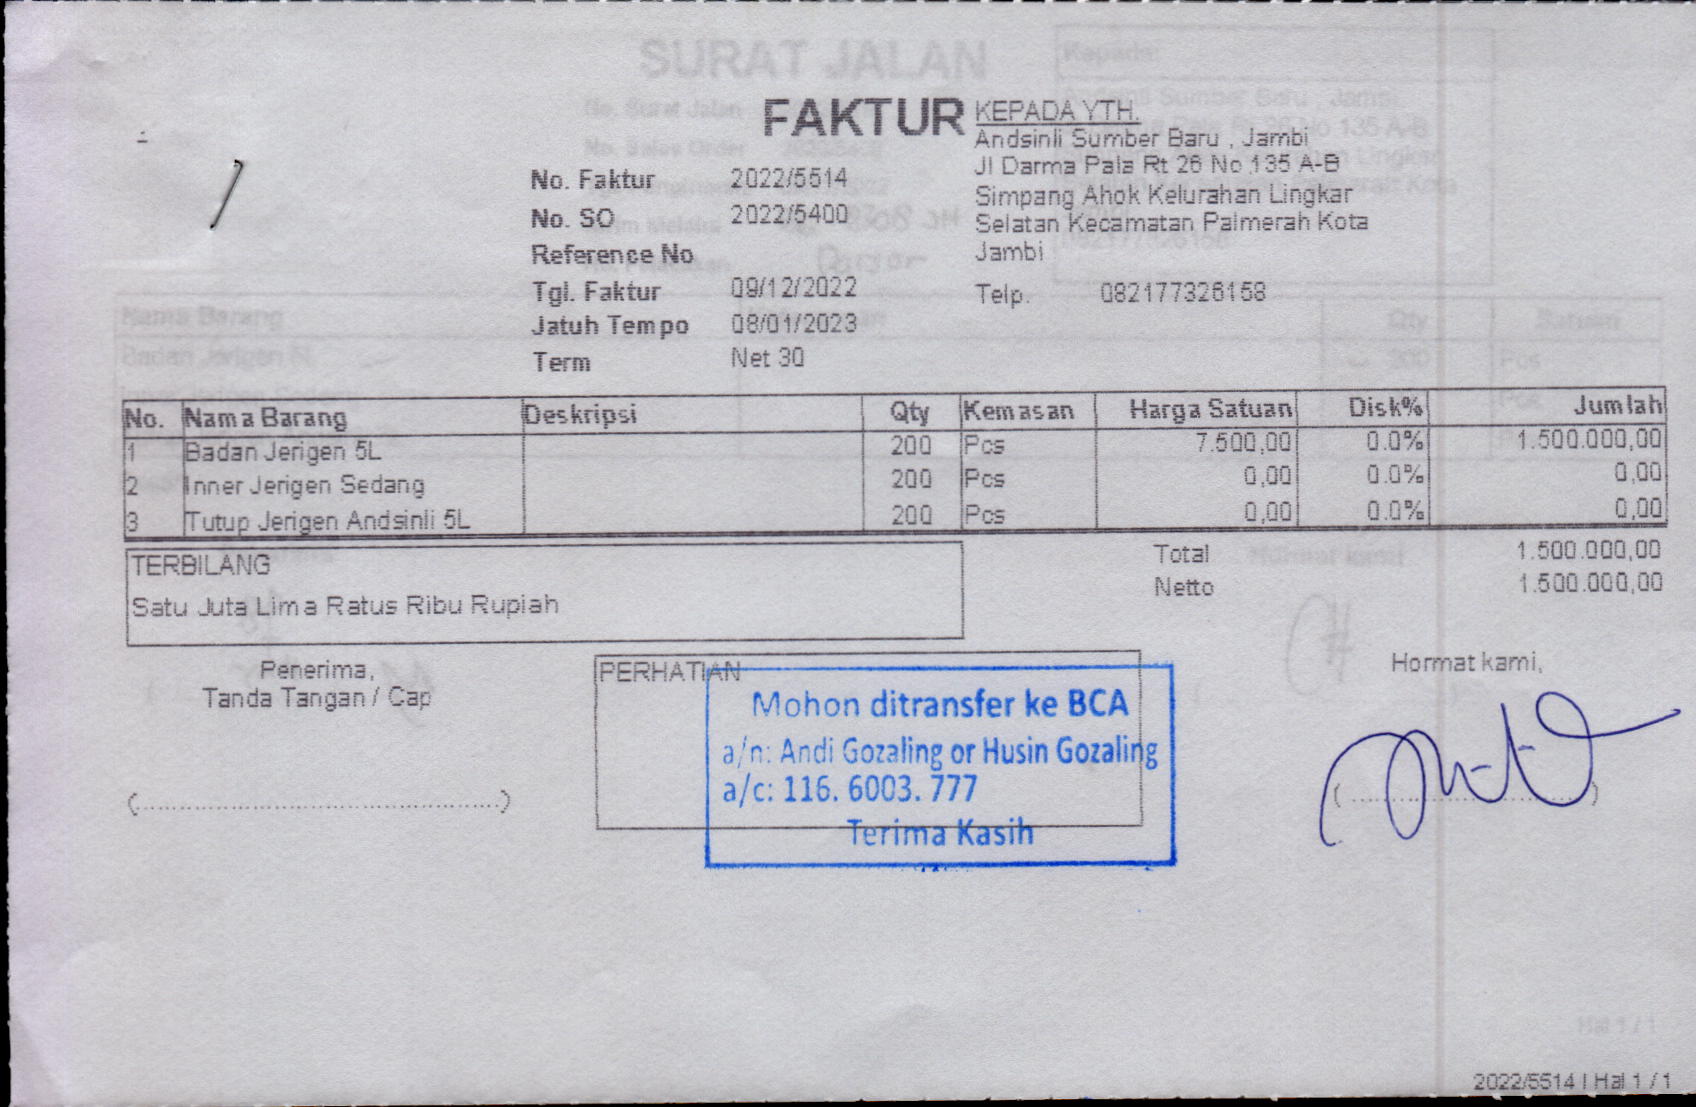 FAKTUR
KEPADA YTH.
Andsinli Sumber Baru , Jambi
Jl Darma Pala Rt 26 No 135 A-B
Simpang Ahok Kelurahan Lingkar
Selatan Kecamatan Palmerah Kota
Jambi
Telp. 082177326158
No. Faktur 2022/5514
No. SO 2022/5400
Reference No
Tgl. Faktur 09/12/2022
Jatuh Tempo 08/01/2023
Term Net 30
No. Nama Barang Deskripsi Qty Kemasan Harga Satuan Disk% Jumlah
1 Badan Jerigen 5L 200 Pcs 7.500,00 0.0% 1.500.000,00
2 Inner Jerigen Sedang 200 Pcs 0,00 0.0% 0,00
3 Tutup Jerigen Andsinli 5L 200 Pcs 0,00 0.0% 0,00
Total 1.500.000,00
Netto 1.500.000,00
TERBILANG
Satu Juta Lima Ratus Ribu Rupiah
Penerima,
Tanda Tangan / Cap
(..................................................)
PERHATIAN
Mohon ditransfer ke BCA
a/n: Andi Gozaling or Husin Gozaling
a/c: 116. 6003. 777
Terima Kasih
Hormat kami,
2022/5514 | Hal 1 / 1